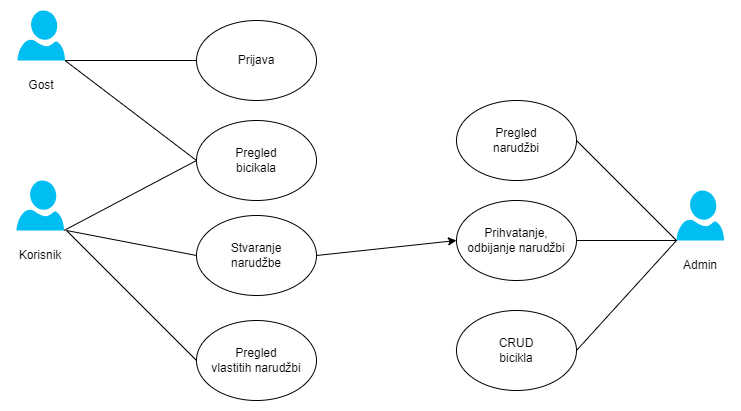 Gost
Prijava
Pregled
bicikala
Korisnik
Stvaranje
narudžbe
Pregled
vlastitih narudžbi
Pregled
narudžbi
Prihvatanje,
odbijanje narudžbi
CRUD
bicikla
Admin